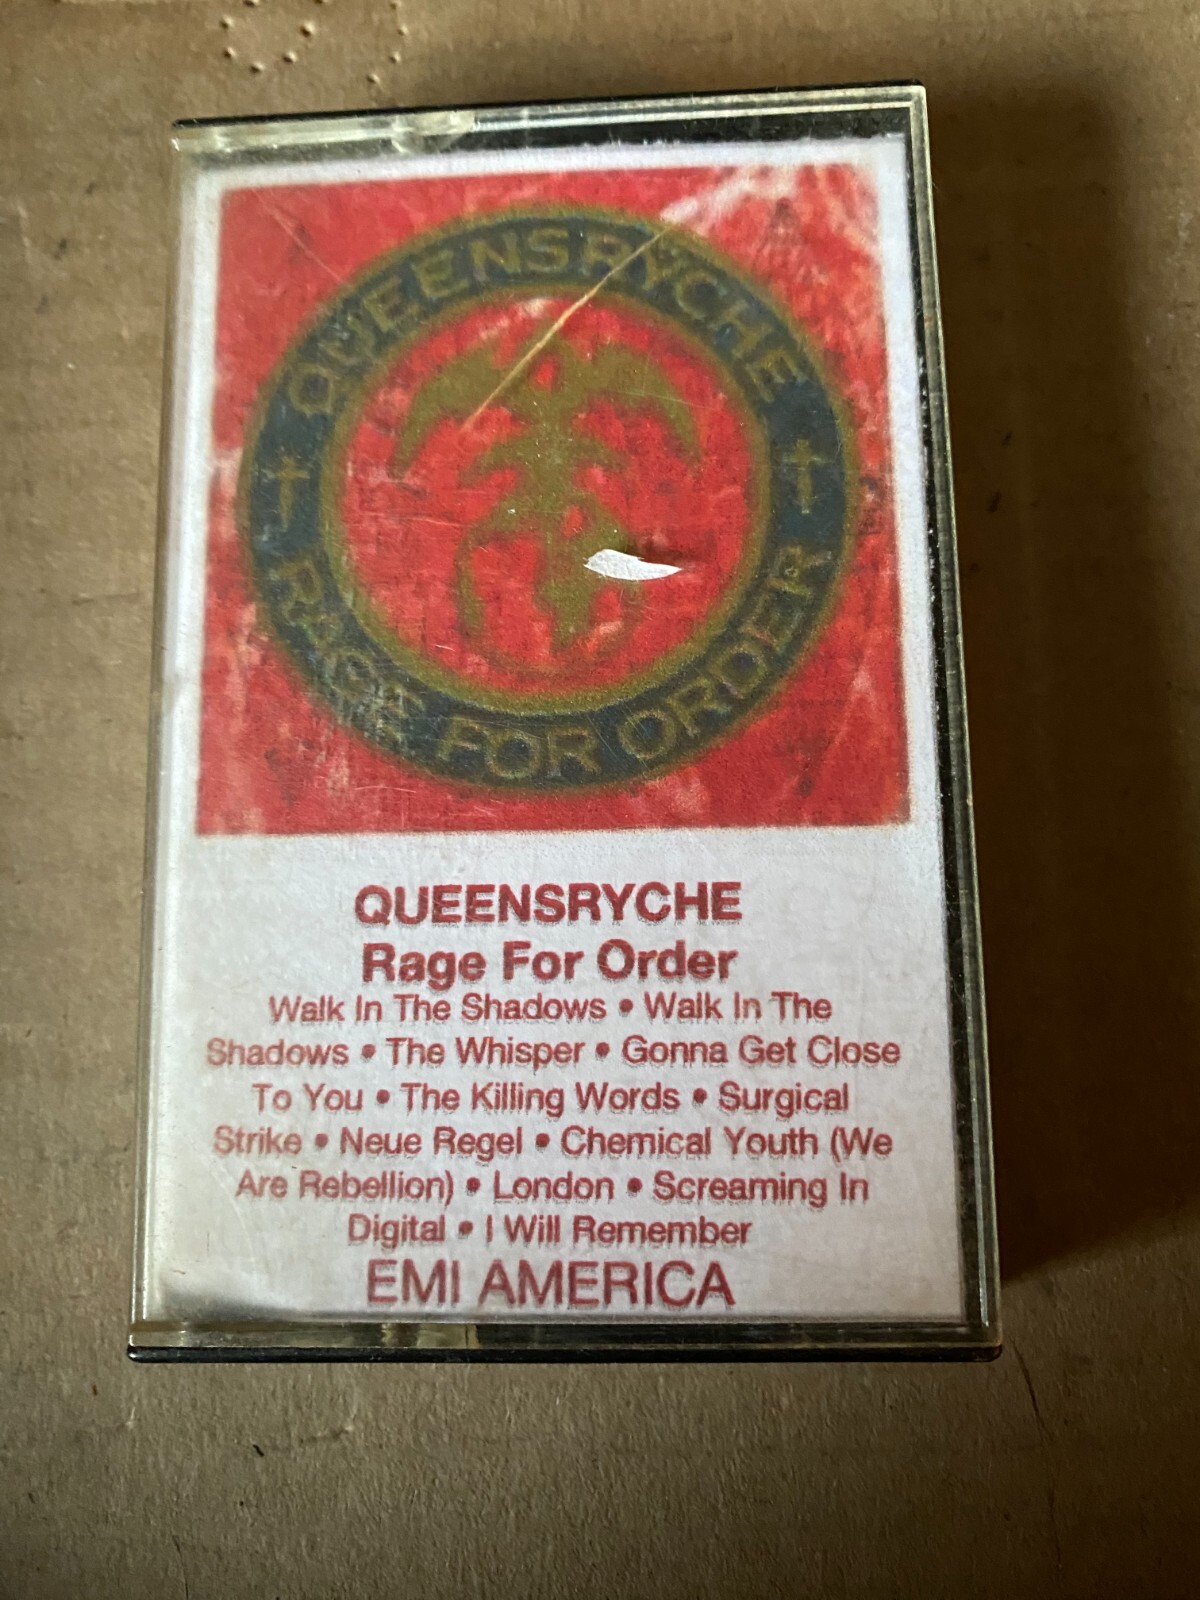 QUEENSRYCHE
RAGE FOR ORDER
QUEENSRYCHE
Rage For Order
Walk In The Shadows • Walk In The
Shadows • The Whisper • Gonna Get Close
To You • The Killing Words • Surgical
Strike • Neue Regel • Chemical Youth (We
Are Rebellion) • London • Screaming In
Digital • I Will Remember
EMI AMERICA